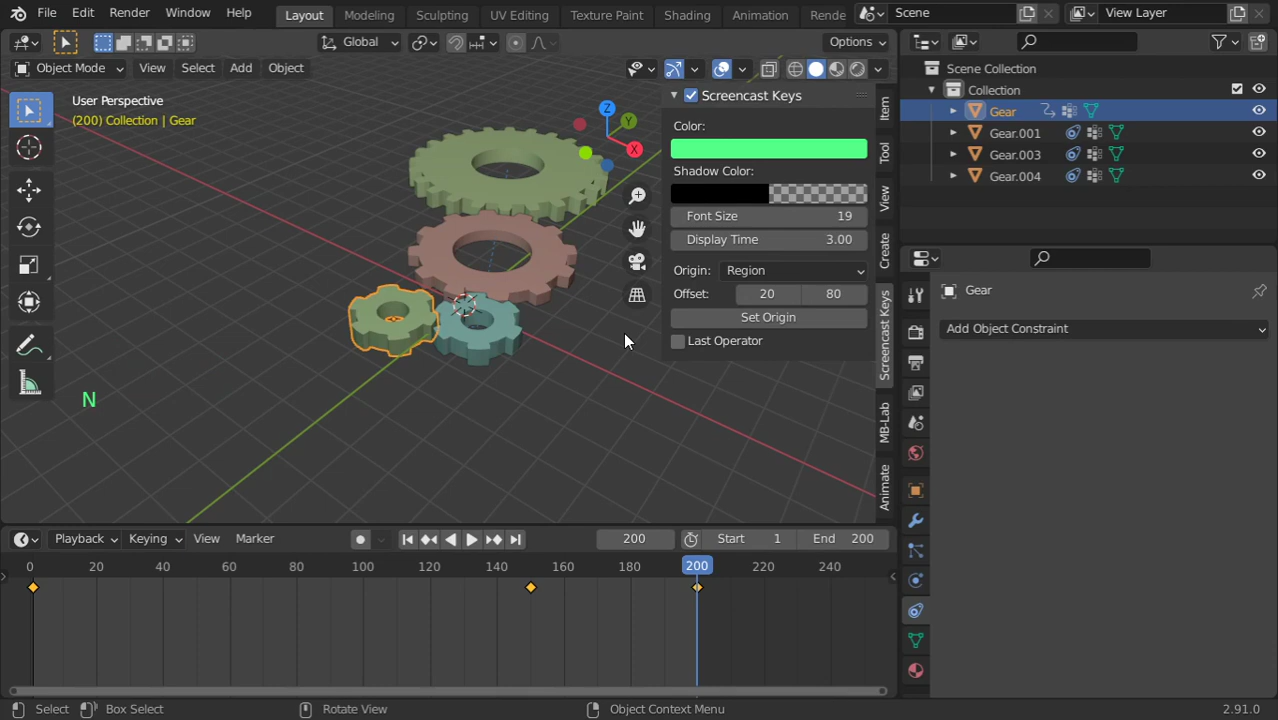 File Edit Render Window Help Layout Modeling Sculpting UV Editing Texture Paint Shading Animation Rende Scene View Layer
Global Options
Object Mode View Select Add Object
User Perspective
(200) Collection | Gear
Z
Y
X
Screencast Keys
Color:
Shadow Color:
Font Size 19
Display Time 3.00
Origin: Region
Offset: 20 80
Set Origin
Last Operator
Item
Tool
View
Create
Screencast Keys
MB-Lab
Animate
N
Scene Collection
Collection
Gear
Gear.001
Gear.003
Gear.004
Gear
Add Object Constraint
Playback Keying View Marker 200 Start 1 End 200
0 20 40 60 80 100 120 140 160 180 200 220 240
Select Box Select Rotate View Object Context Menu 2.91.0